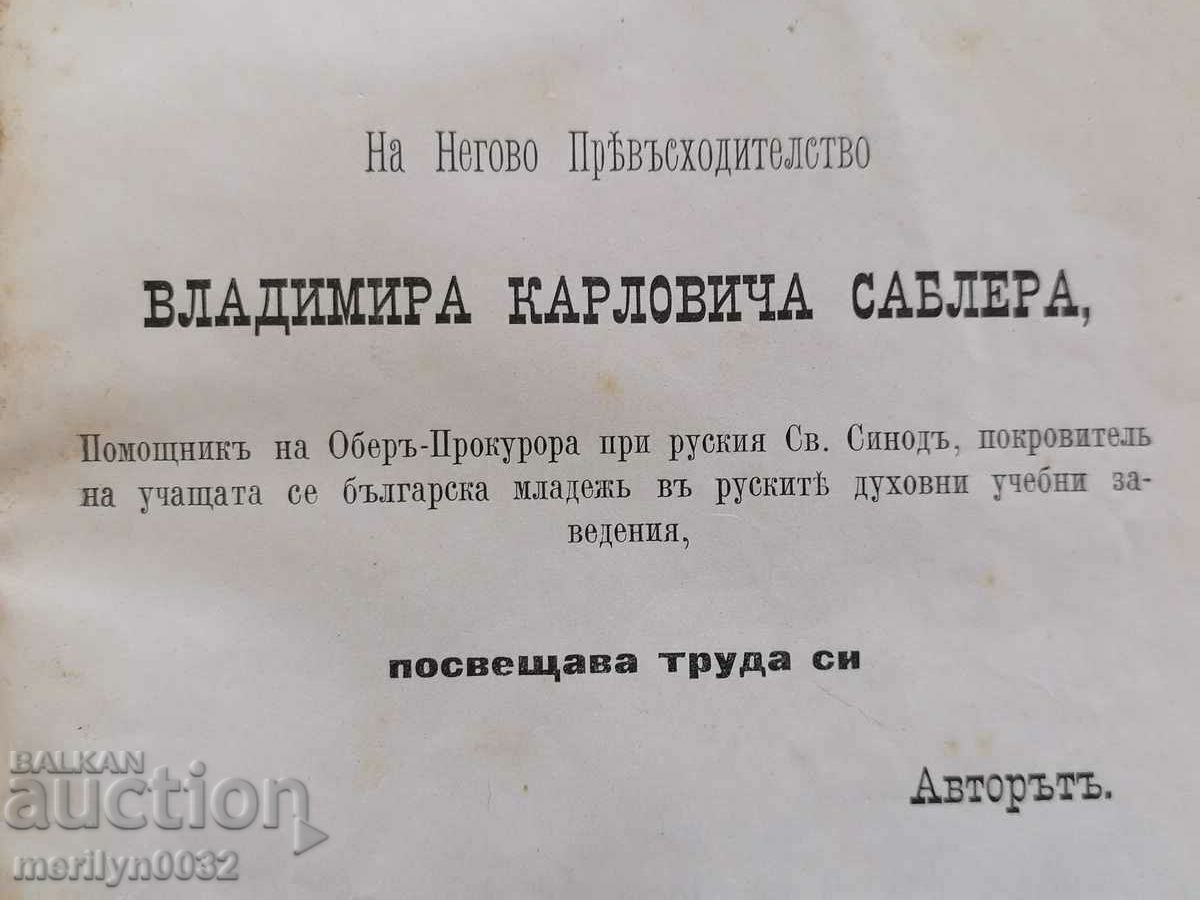 На Негово Прѣвъсходителство
ВЛАДИМИРА КАРЛОВИЧА САБЛЕРА,
Помощникъ на Оберъ-Прокурора при руския Св. Синодъ, покровитель
на учащата се българска младежь въ рускитѣ духовни учебни за-
ведения,
посвещава труда си
Авторътъ.
BALKAN
auction
merilyn0032